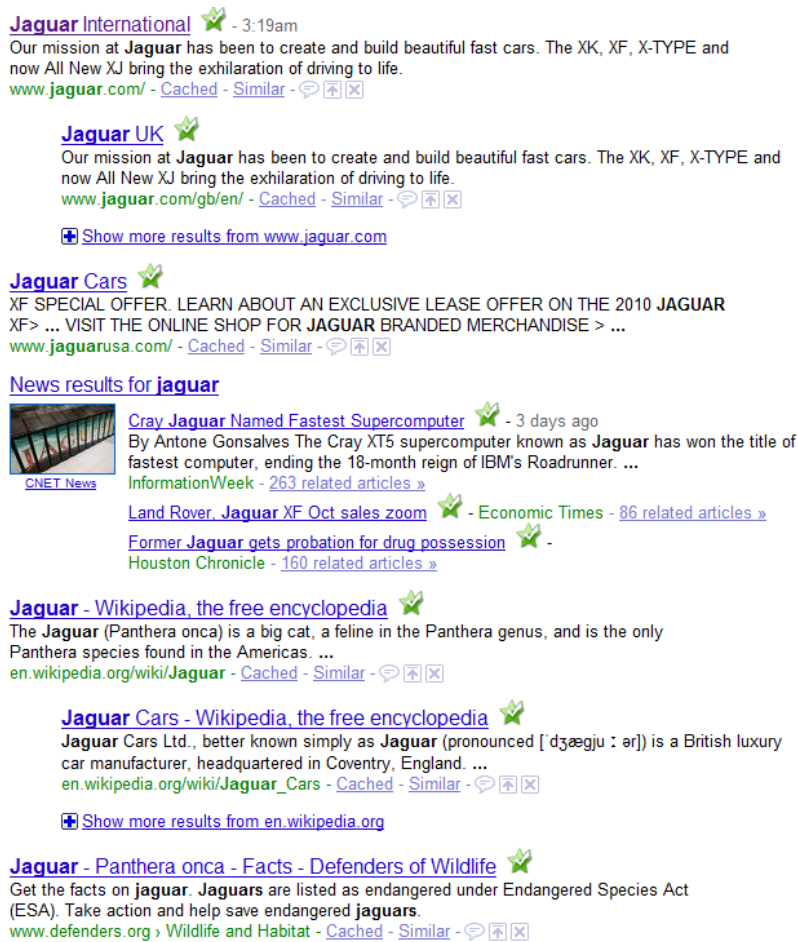 Jaguar International - 3:19am
Our mission at Jaguar has been to create and build beautiful fast cars. The XK, XF, X-TYPE and
now All New XJ bring the exhilaration of driving to life.
www.jaguar.com/ - Cached - Similar -
Jaguar UK
Our mission at Jaguar has been to create and build beautiful fast cars. The XK, XF, X-TYPE and
now All New XJ bring the exhilaration of driving to life.
www.jaguar.com/gb/en/ - Cached - Similar -
Show more results from www.jaguar.com
Jaguar Cars
XF SPECIAL OFFER. LEARN ABOUT AN EXCLUSIVE LEASE OFFER ON THE 2010 JAGUAR
XF> ... VISIT THE ONLINE SHOP FOR JAGUAR BRANDED MERCHANDISE > ...
www.jaguarusa.com/ - Cached - Similar -
News results for jaguar
Cray Jaguar Named Fastest Supercomputer - 3 days ago
By Antone Gonsalves The Cray XT5 supercomputer known as Jaguar has won the title of
fastest computer, ending the 18-month reign of IBM's Roadrunner. ...
CNET News
InformationWeek - 263 related articles »
Land Rover, Jaguar XF Oct sales zoom - Economic Times - 86 related articles »
Former Jaguar gets probation for drug possession -
Houston Chronicle - 160 related articles »
Jaguar - Wikipedia, the free encyclopedia
The Jaguar (Panthera onca) is a big cat, a feline in the Panthera genus, and is the only
Panthera species found in the Americas. ...
en.wikipedia.org/wiki/Jaguar - Cached - Similar -
Jaguar Cars - Wikipedia, the free encyclopedia
Jaguar Cars Ltd., better known simply as Jaguar (pronounced [ˈdʒægju ː ər]) is a British luxury
car manufacturer, headquartered in Coventry, England. ...
en.wikipedia.org/wiki/Jaguar_Cars - Cached - Similar -
Show more results from en.wikipedia.org
Jaguar - Panthera onca - Facts - Defenders of Wildlife
Get the facts on jaguar. Jaguars are listed as endangered under Endangered Species Act
(ESA). Take action and help save endangered jaguars.
www.defenders.org › Wildlife and Habitat - Cached - Similar -